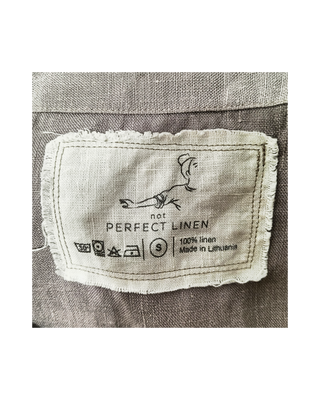 not
PERFECT LINEN
S
100% linen
Made in Lithuania